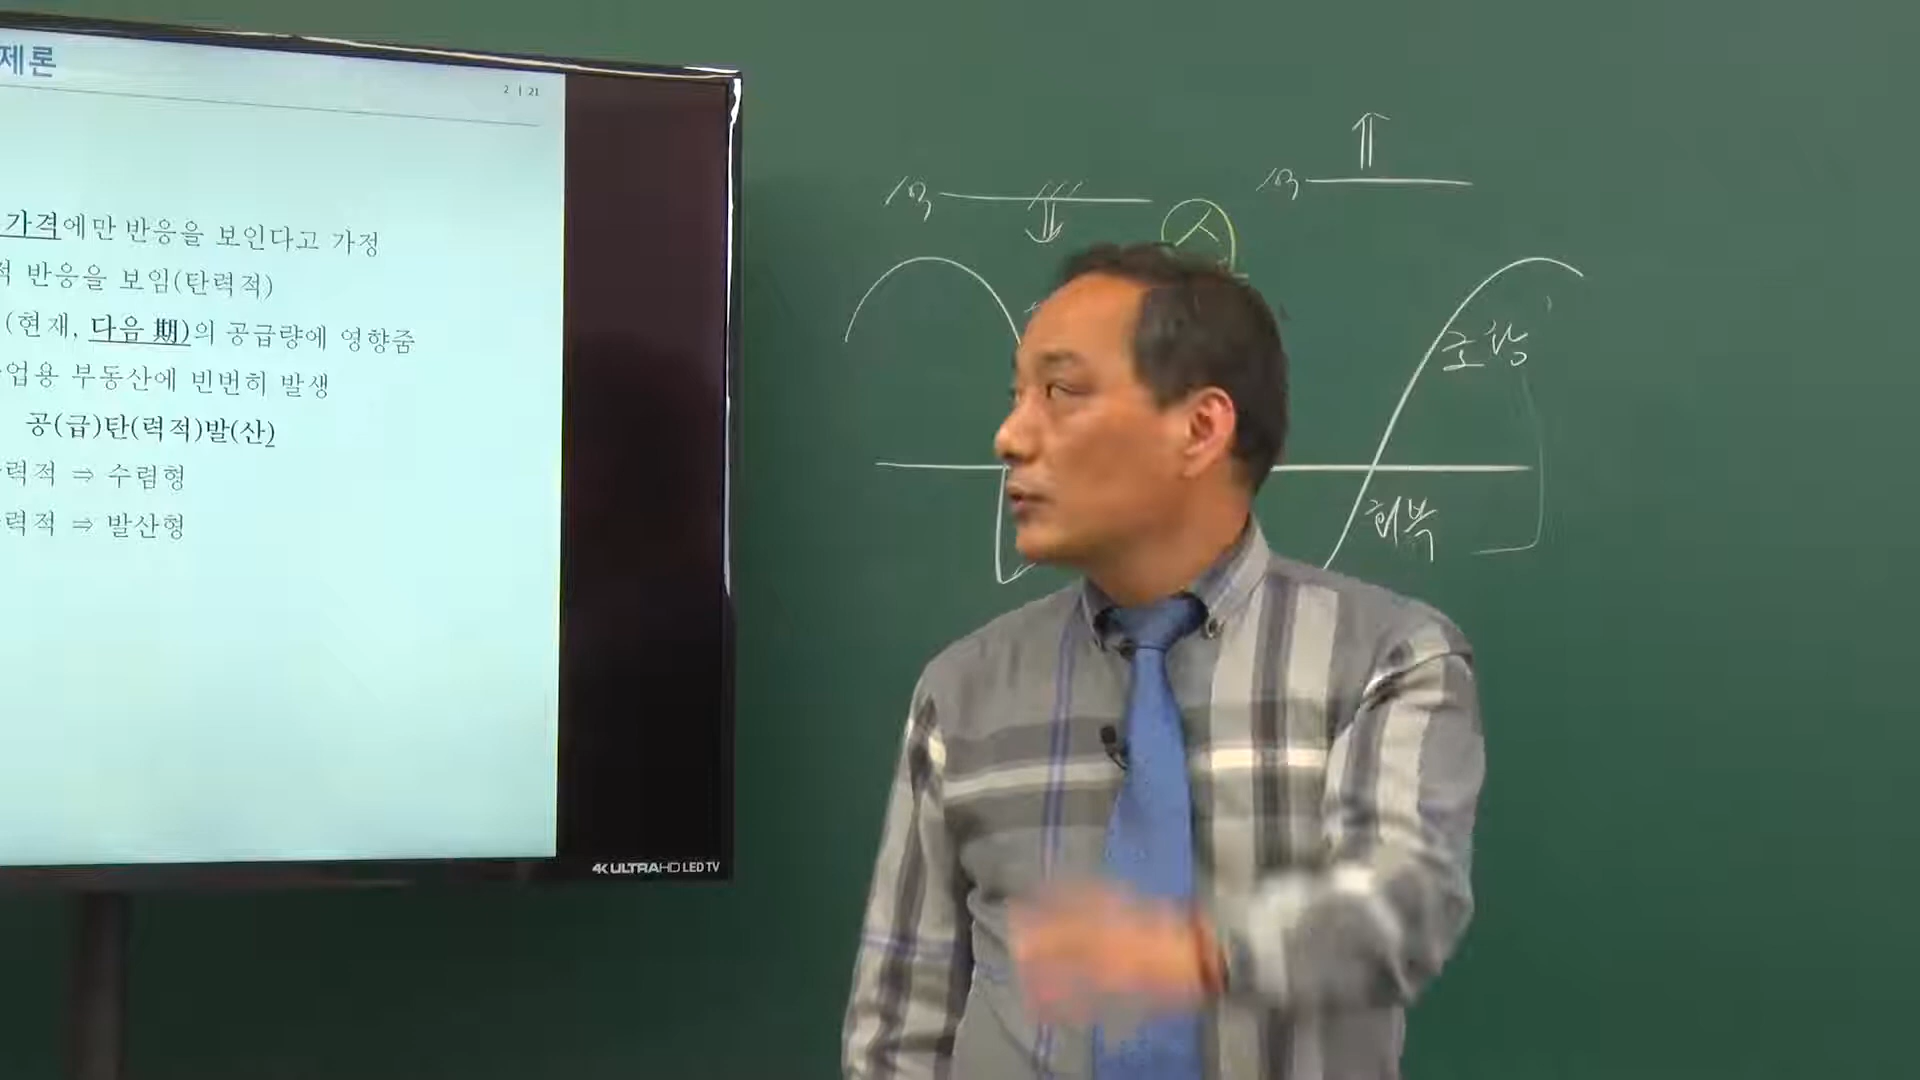 제론
2 | 21
가격에만 반응을 보인다고 가정
적 반응을 보임(탄력적)
(현재, 다음 期)의 공급량에 영향줌
업용 부동산에 빈번히 발생
공(급)탄(력적)발(산)
력적 ⇒ 수렴형
력적 ⇒ 발산형
4K ULTRA HD LED TV
사
호황
회복